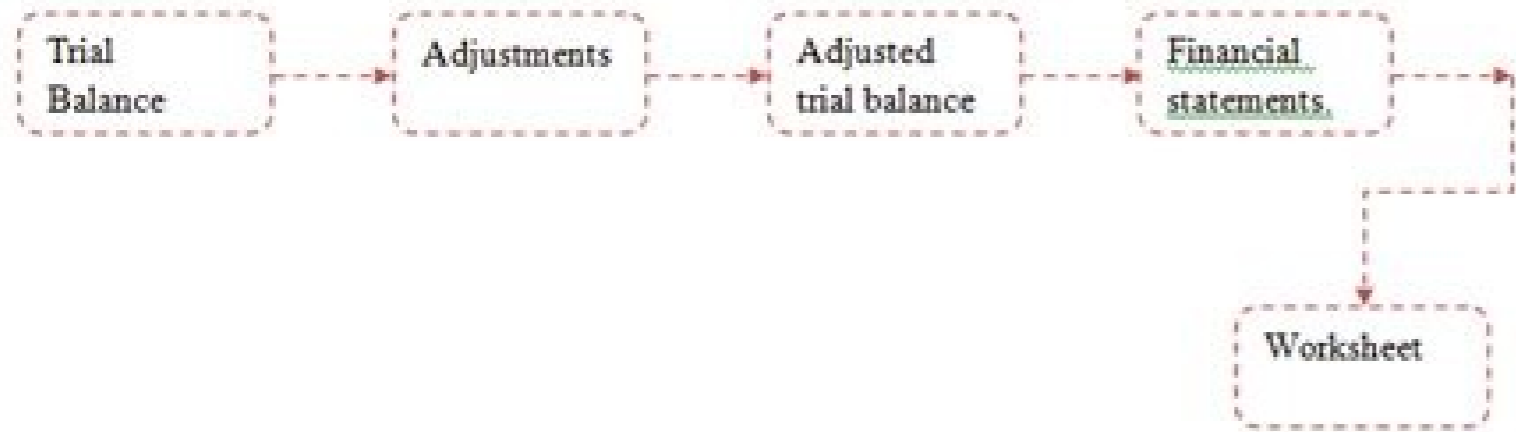 Trial
Balance
Adjustments
Adjusted
trial balance
Financial
statements.
Worksheet